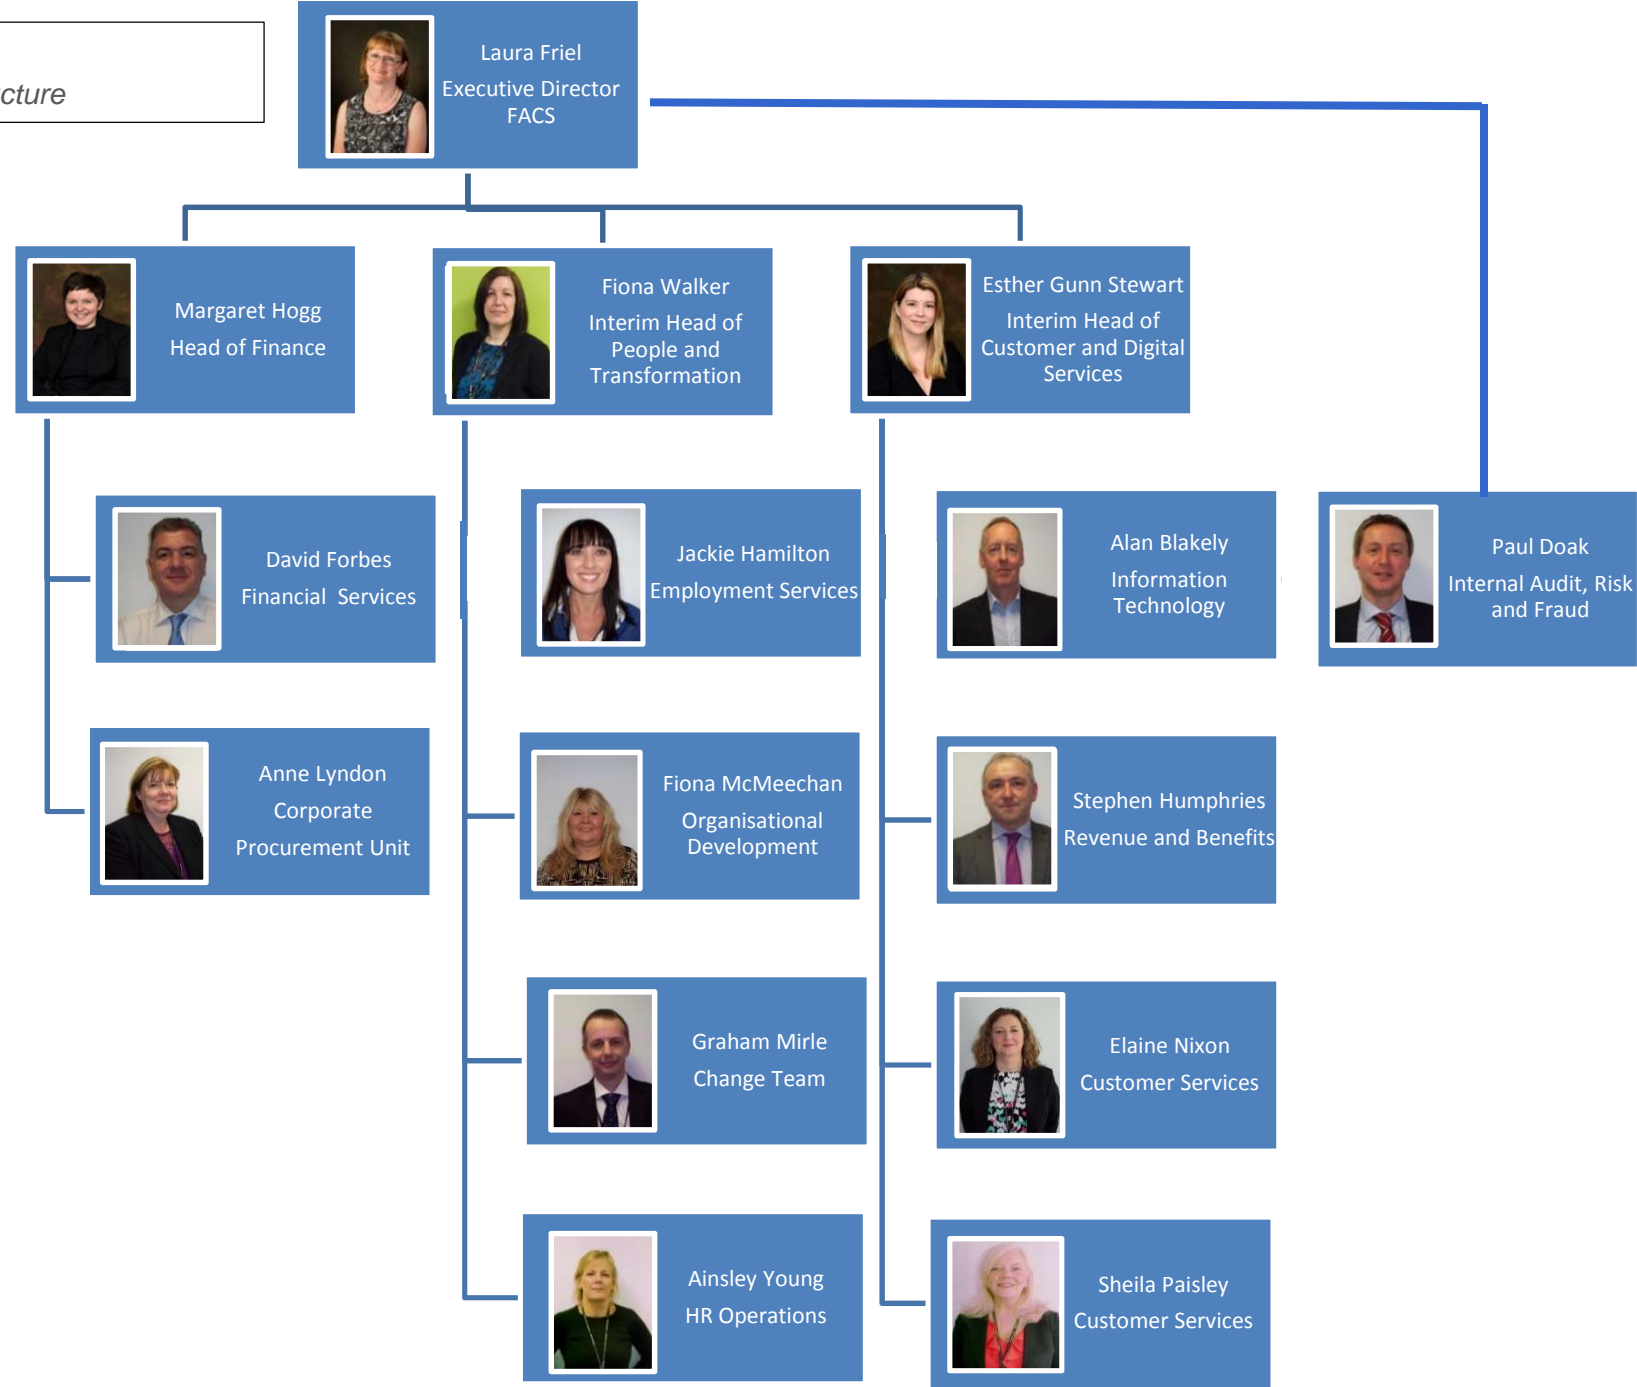 cture
Laura Friel
Executive Director
FACS
Margaret Hogg
Head of Finance
Fiona Walker
Interim Head of
People and
Transformation
Esther Gunn Stewart
Interim Head of
Customer and Digital
Services
David Forbes
Financial Services
Jackie Hamilton
Employment Services
Alan Blakely
Information
Technology
Paul Doak
Internal Audit, Risk
and Fraud
Anne Lyndon
Corporate
Procurement Unit
Fiona McMeechan
Organisational
Development
Stephen Humphries
Revenue and Benefits
Graham Mirle
Change Team
Elaine Nixon
Customer Services
Ainsley Young
HR Operations
Sheila Paisley
Customer Services